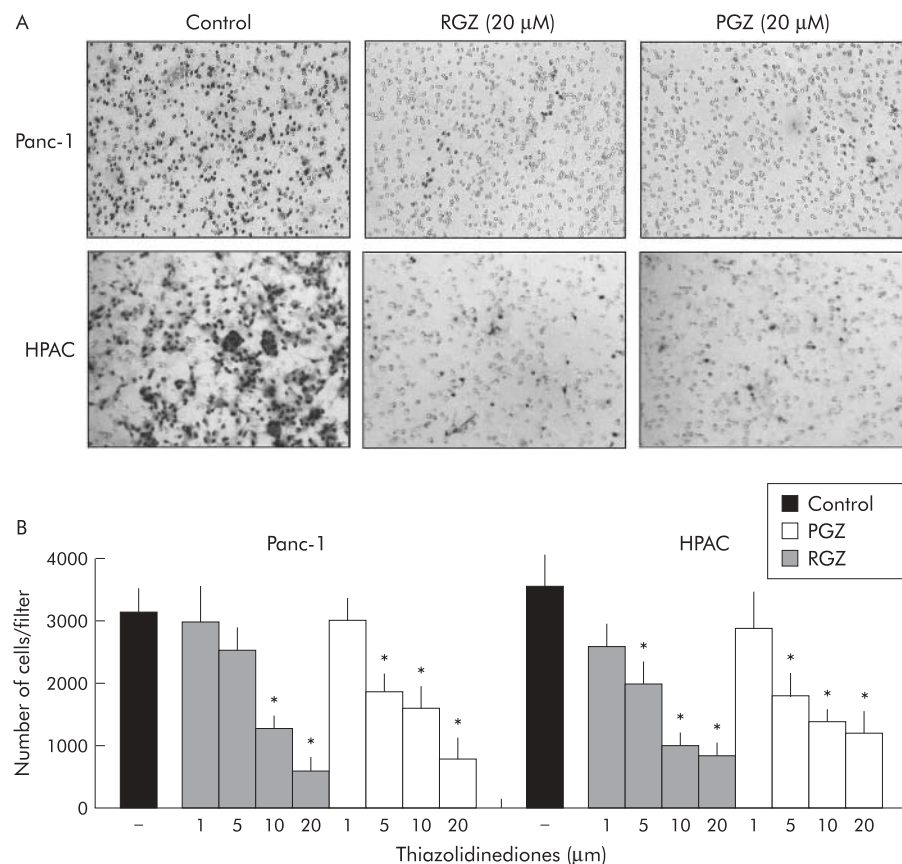 A
Control RGZ (20 μM) PGZ (20 μM)
Panc-1
HPAC
B
Control
PGZ
RGZ
Panc-1 HPAC
Number of cells/filter
4000
3000
2000
1000
0
* * * * * * * * * * *
– 1 5 10 20 1 5 10 20 – 1 5 10 20 1 5 10 20
Thiazolidinediones (μm)